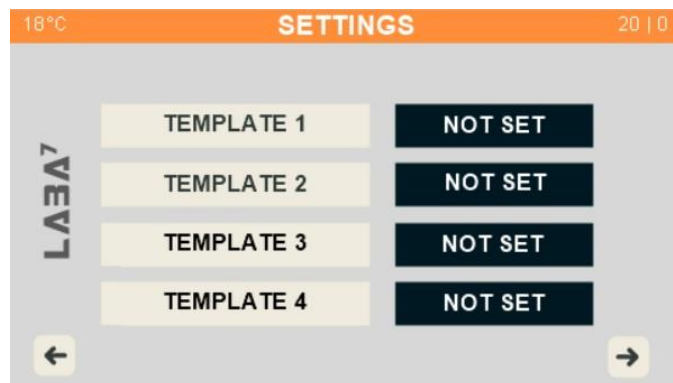 18°C SETTINGS 20 | 0
TEMPLATE 1 NOT SET
TEMPLATE 2 NOT SET
TEMPLATE 3 NOT SET
TEMPLATE 4 NOT SET
LABA7